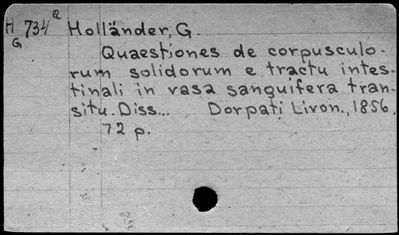 H 734 Q Holländer, G.
G
Quaestiones de corpusculo-
rum solidorum e tractu intes-
tinali in vasa sanguifera tran-
situ. Diss... Dorpati Livon., 1856.
72 p.